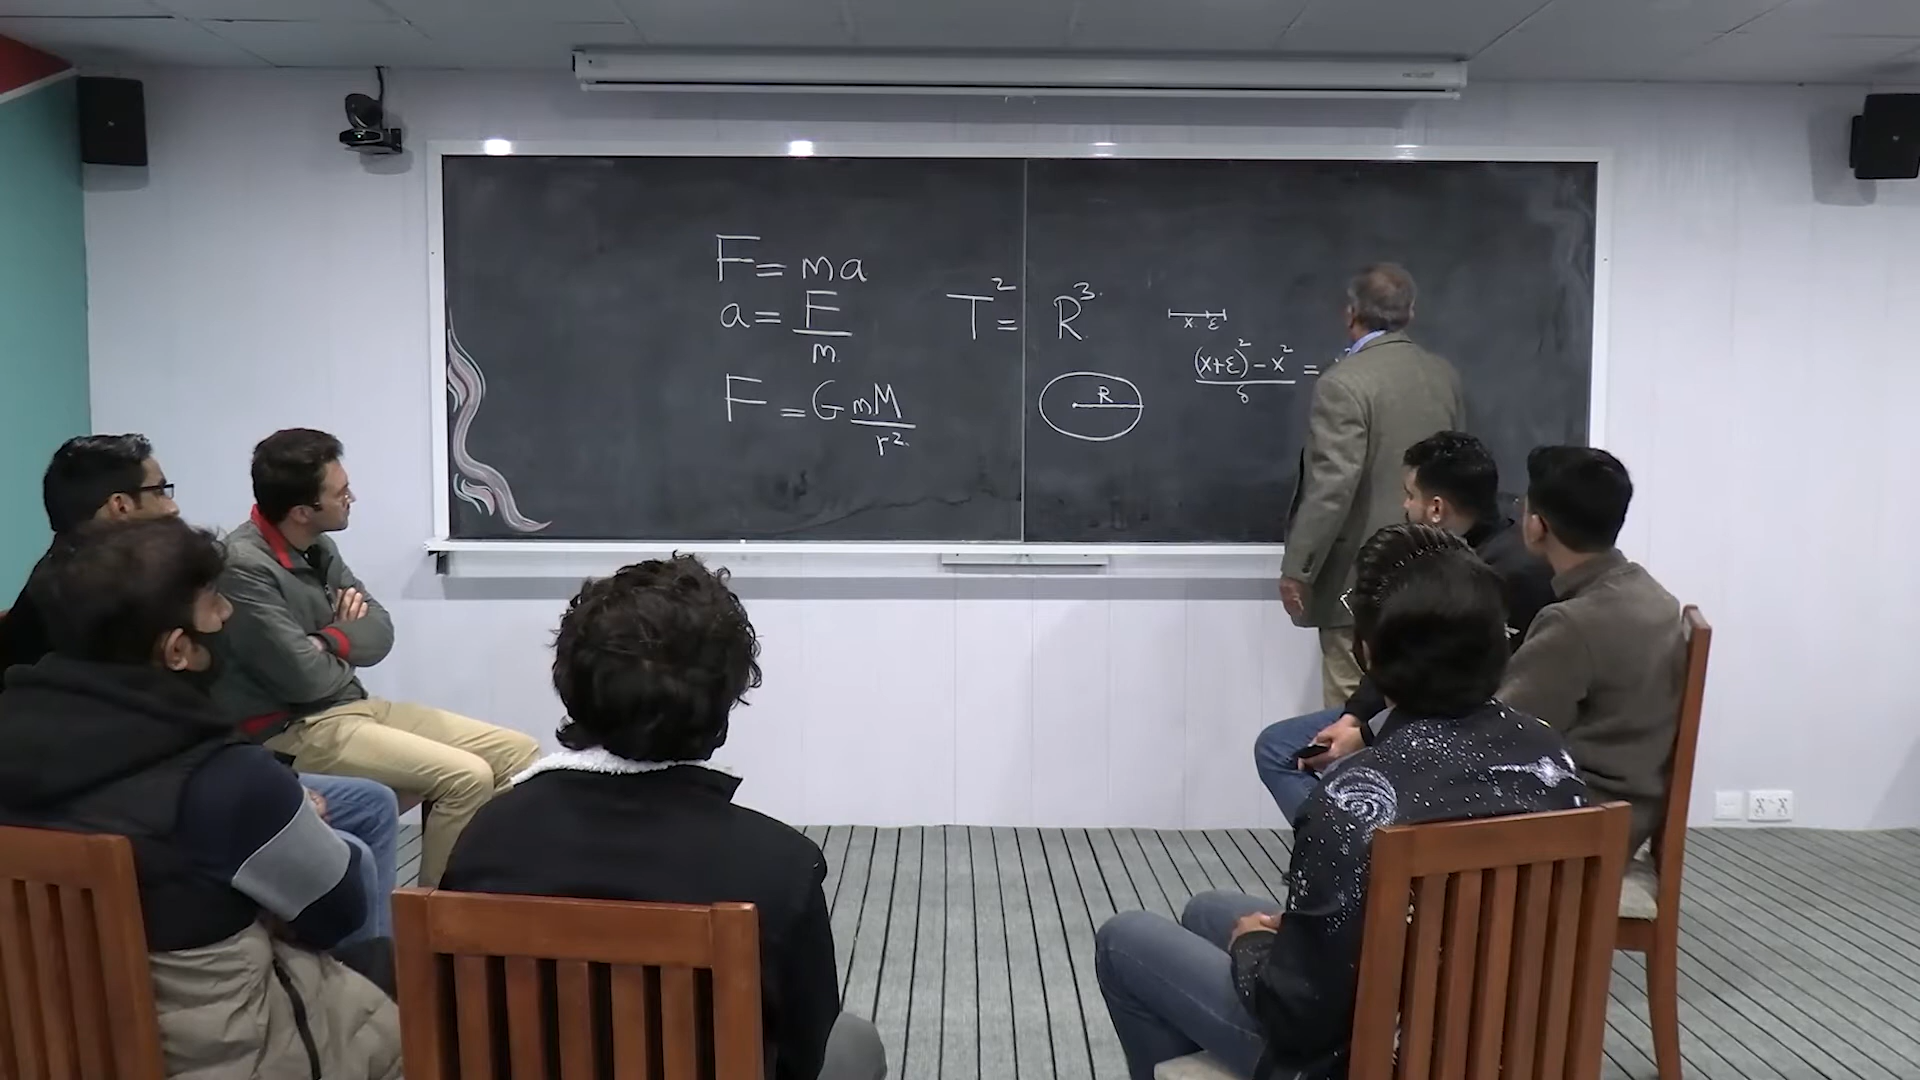 F = ma
a = F/m
F = G mM/r².
T² = R³.
R
x ε
(x+ε)² - x² =
δ